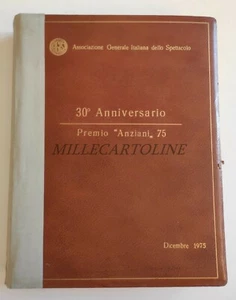 Associazione Generale Italiana dello Spettacolo
30° Anniversario
Premio "Anziani„ 75
MILLECARTOLINE
Dicembre 1975